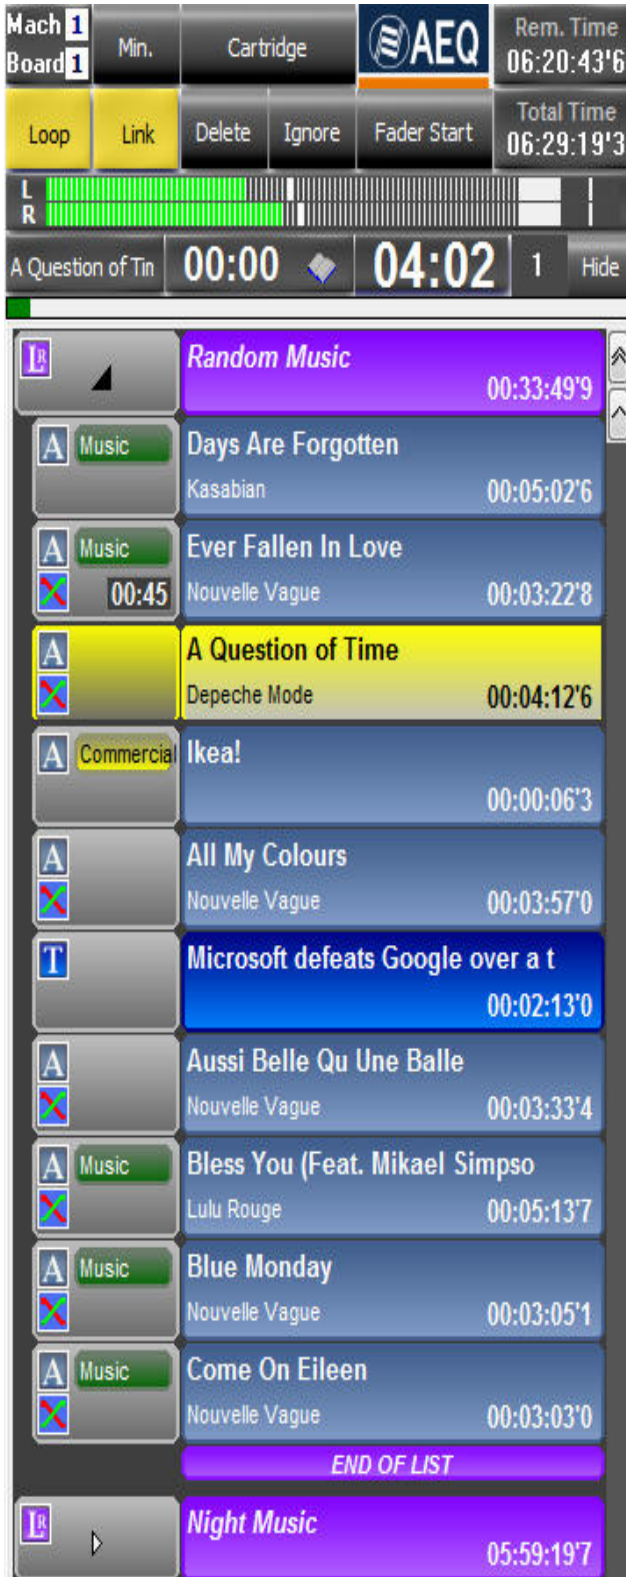 Mach 1
Board 1
Min.
Cartridge
AEQ
Rem. Time
06:20:43'6
Loop
Link
Delete
Ignore
Fader Start
Total Time
06:29:19'3
L
R
A Question of Tin
00:00
04:02
1
Hide
LR
Random Music
00:33:49'9
A Music
Days Are Forgotten
Kasabian
00:05:02'6
A Music
00:45
Ever Fallen In Love
Nouvelle Vague
00:03:22'8
A
A Question of Time
Depeche Mode
00:04:12'6
A Commercial
Ikea!
00:00:06'3
A
All My Colours
Nouvelle Vague
00:03:57'0
T
Microsoft defeats Google over a t
00:02:13'0
A
Aussi Belle Qu Une Balle
Nouvelle Vague
00:03:33'4
A Music
Bless You (Feat. Mikael Simpso
Lulu Rouge
00:05:13'7
A Music
Blue Monday
Nouvelle Vague
00:03:05'1
A Music
Come On Eileen
Nouvelle Vague
00:03:03'0
END OF LIST
LR
Night Music
05:59:19'7